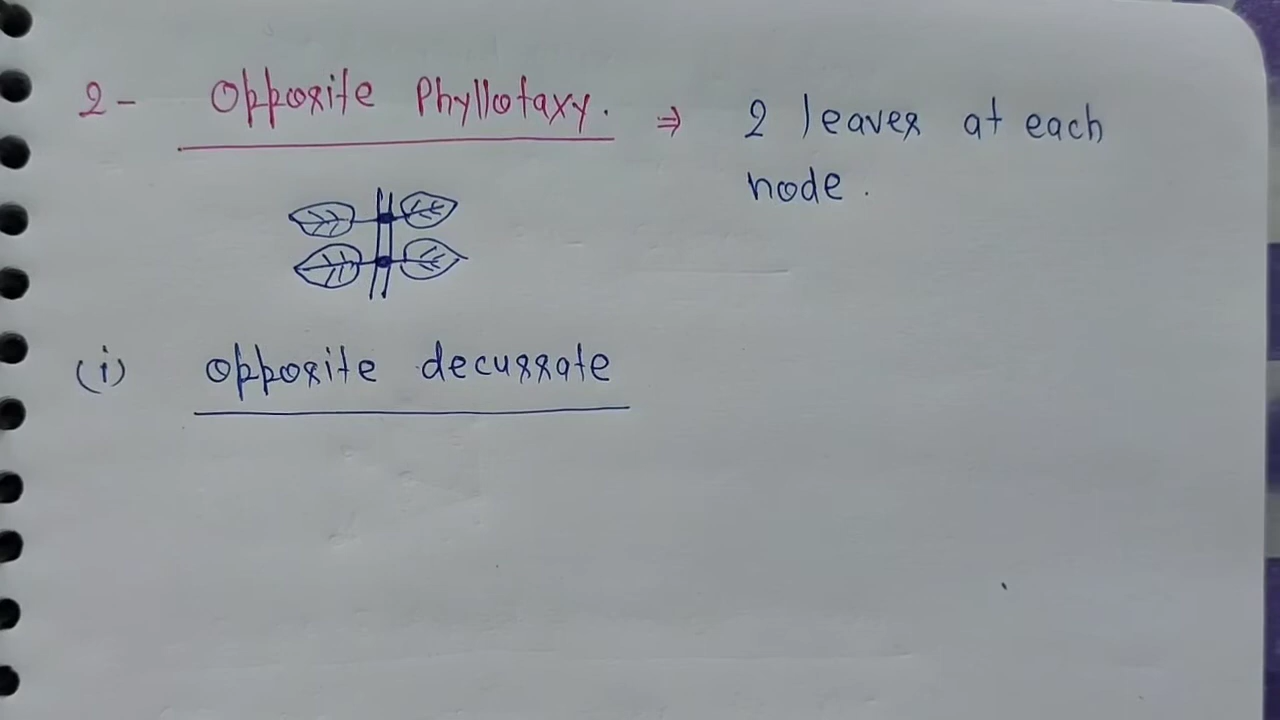 2- Opposite Phyllotaxy. ⇒ 2 leaves at each
node.
(i) opposite decussate